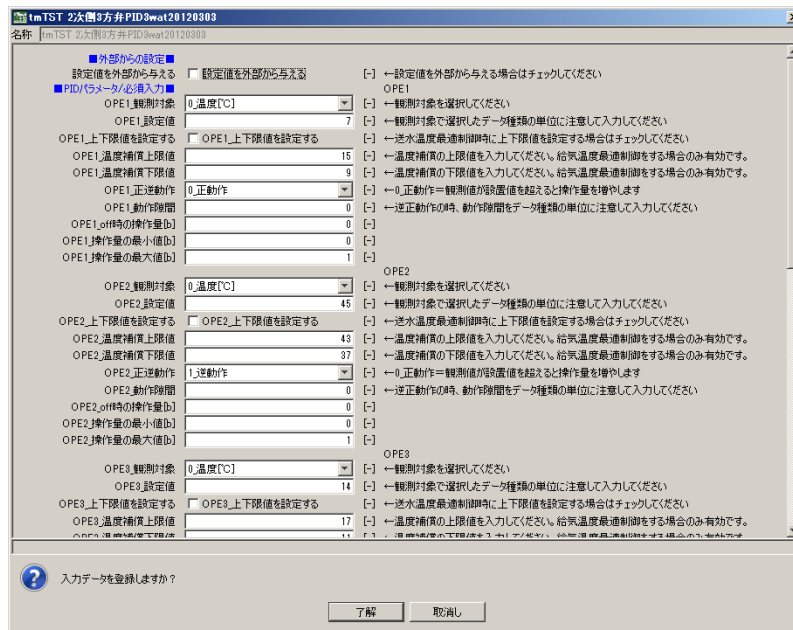 tmTST 2次側3方弁PID3wat20120303
名称 tmTST 2次側3方弁PID3wat20120303
■外部からの設定■
設定値を外部から与える 設定値を外部から与える [-] ←設定値を外部から与える場合はチェックしてください
■PIDパラメータ/必須入力■ OPE1
OPE1_観測対象 0_温度[℃] [-] ←観測対象を選択してください
OPE1_設定値 7 [-] ←観測対象で選択したデータ種類の単位に注意して入力してください
OPE1_上下限値を設定する OPE1_上下限値を設定する [-] ←送水温度最適制御時に上下限値を設定する場合はチェックしてください
OPE1_温度補償上限値 15 [-] ←温度補償の上限値を入力してください。給気温度最適制御をする場合のみ有効です。
OPE1_温度補償下限値 9 [-] ←温度補償の下限値を入力してください。給気温度最適制御をする場合のみ有効です。
OPE1_正逆動作 0_正動作 [-] ←0_正動作＝観測値が設置値を超えると操作量を増やします
OPE1_動作隙間 0 [-] ←逆正動作の時、動作隙間をデータ種類の単位に注意して入力してください
OPE1_off時の操作量[b] 0 [-]
OPE1_操作量の最小値[b] 0 [-]
OPE1_操作量の最大値[b] 1 [-]
OPE2
OPE2_観測対象 0_温度[℃] [-] ←観測対象を選択してください
OPE2_設定値 45 [-] ←観測対象で選択したデータ種類の単位に注意して入力してください
OPE2_上下限値を設定する OPE2_上下限値を設定する [-] ←送水温度最適制御時に上下限値を設定する場合はチェックしてください
OPE2_温度補償上限値 43 [-] ←温度補償の上限値を入力してください。給気温度最適制御をする場合のみ有効です。
OPE2_温度補償下限値 37 [-] ←温度補償の下限値を入力してください。給気温度最適制御をする場合のみ有効です。
OPE2_正逆動作 1_逆動作 [-] ←0_正動作＝観測値が設置値を超えると操作量を増やします
OPE2_動作隙間 0 [-] ←逆正動作の時、動作隙間をデータ種類の単位に注意して入力してください
OPE2_off時の操作量[b] 0 [-]
OPE2_操作量の最小値[b] 0 [-]
OPE2_操作量の最大値[b] 1 [-]
OPE3
OPE3_観測対象 0_温度[℃] [-] ←観測対象を選択してください
OPE3_設定値 14 [-] ←観測対象で選択したデータ種類の単位に注意して入力してください
OPE3_上下限値を設定する OPE3_上下限値を設定する [-] ←送水温度最適制御時に上下限値を設定する場合はチェックしてください
OPE3_温度補償上限値 17 [-] ←温度補償の上限値を入力してください。給気温度最適制御をする場合のみ有効です。
入力データを登録しますか？
了解 取消し